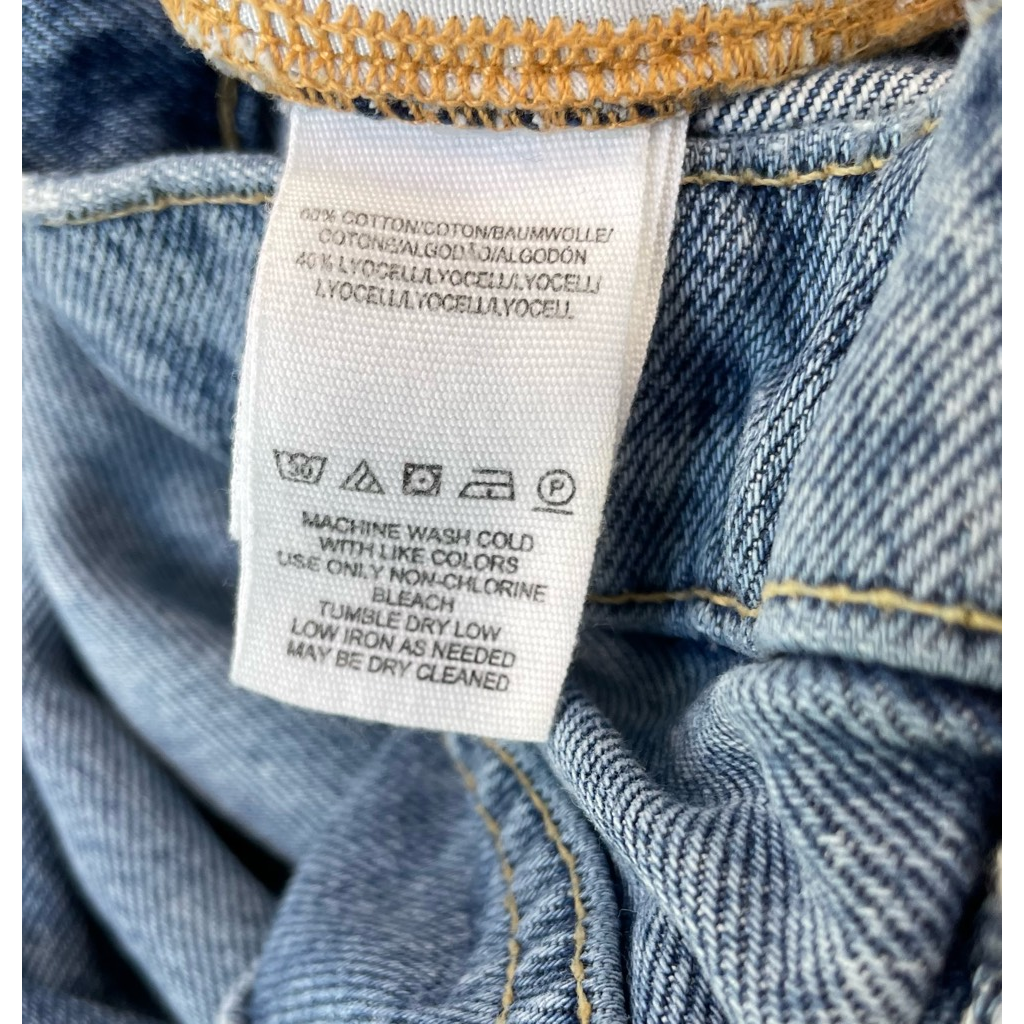 60% COTTON/COTON/BAUMWOLLE/
COTONE/ALGODÃO/ALGODÓN
40% LYOCELL/LYOCELL/LYOCELL/
LYOCELL/LYOCELL/LYOCELL
30 P
MACHINE WASH COLD
WITH LIKE COLORS
USE ONLY NON-CHLORINE
BLEACH
TUMBLE DRY LOW
LOW IRON AS NEEDED
MAY BE DRY CLEANED